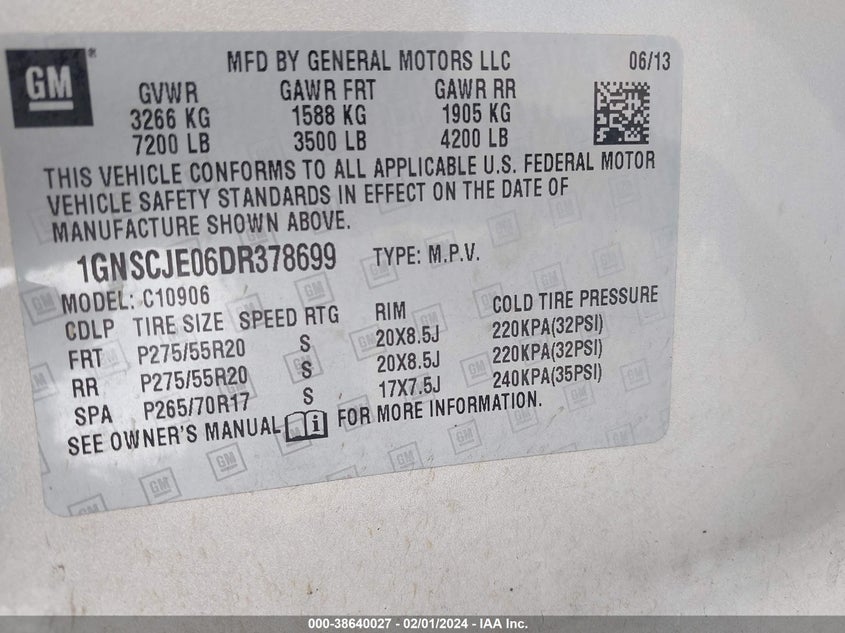 GM
MFD BY GENERAL MOTORS LLC 06/13
GVWR GAWR FRT GAWR RR
3266 KG 1588 KG 1905 KG
7200 LB 3500 LB 4200 LB
THIS VEHICLE CONFORMS TO ALL APPLICABLE U.S. FEDERAL MOTOR
VEHICLE SAFETY STANDARDS IN EFFECT ON THE DATE OF
MANUFACTURE SHOWN ABOVE.
1GNSCJE06DR378699 TYPE: M.P.V.
MODEL: C10906
CDLP TIRE SIZE SPEED RTG RIM COLD TIRE PRESSURE
FRT P275/55R20 S 20X8.5J 220KPA(32PSI)
RR P275/55R20 S 20X8.5J 220KPA(32PSI)
SPA P265/70R17 S 17X7.5J 240KPA(35PSI)
SEE OWNER'S MANUAL i FOR MORE INFORMATION.
000-38640027 - 02/01/2024 - IAA Inc.